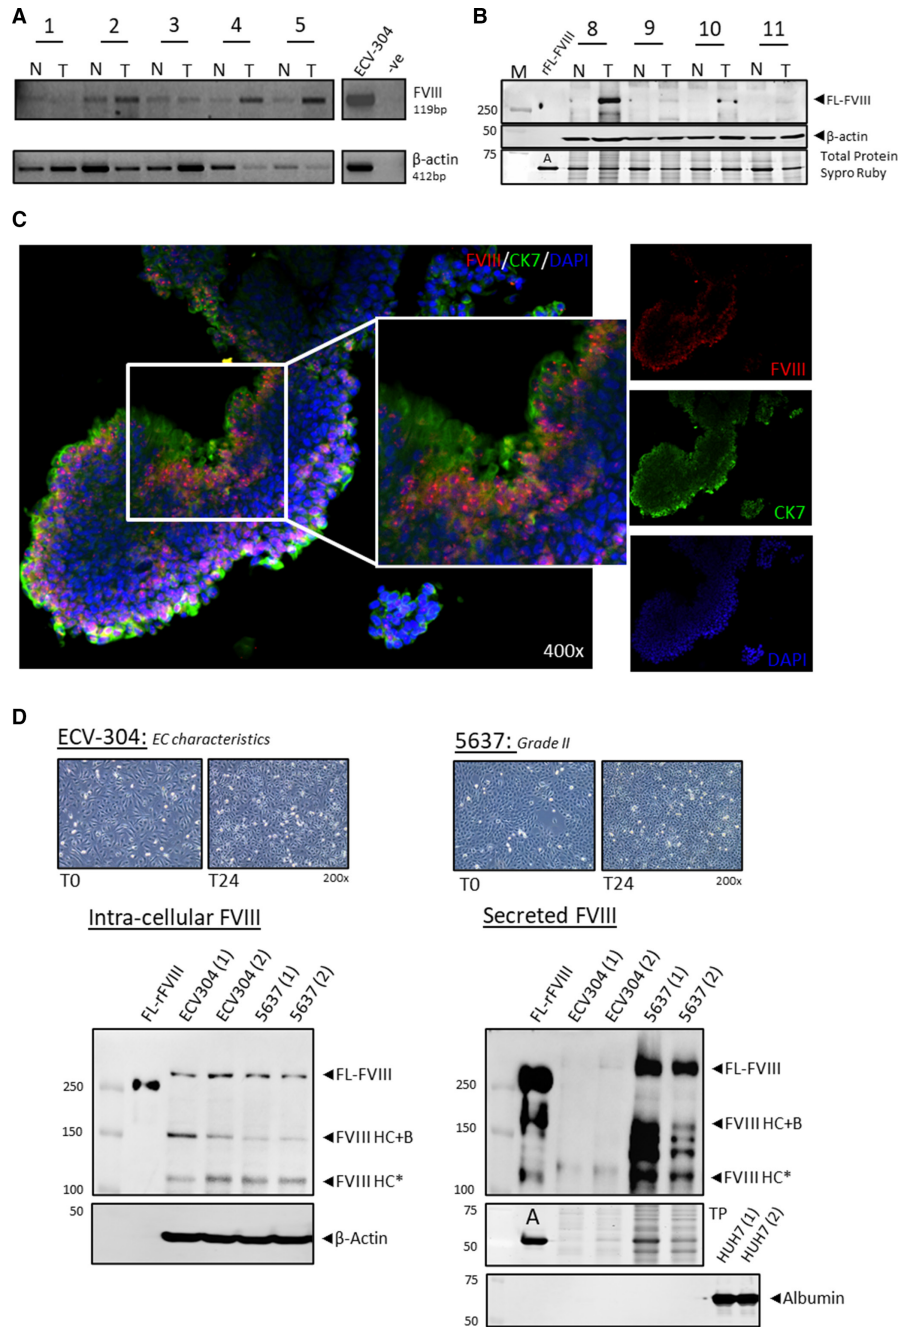 A
1 2 3 4 5
N T N T N T N T N T
ECV-304
-ve
FVIII
119bp
β-actin
412bp
B
8 9 10 11
M
rFL-FVIII
N T N T N T N T
250
◄FL-FVIII
50
◄β-actin
75
A
Total Protein
Sypro Ruby
C
FVIII/CK7/DAPI
400x
FVIII
CK7
DAPI
D
ECV-304: EC characteristics
T0
T24
200x
5637: Grade II
T0
T24
200x
Intra-cellular FVIII
FL-rFVIII
ECV304 (1)
ECV304 (2)
5637 (1)
5637 (2)
250
150
100
◄FL-FVIII
◄FVIII HC+B
◄FVIII HC*
50
◄β-Actin
Secreted FVIII
FL-rFVIII
ECV304 (1)
ECV304 (2)
5637 (1)
5637 (2)
250
150
100
◄FL-FVIII
◄FVIII HC+B
◄FVIII HC*
75
50
A
TP
HUH7 (1)
HUH7 (2)
75
50
◄Albumin